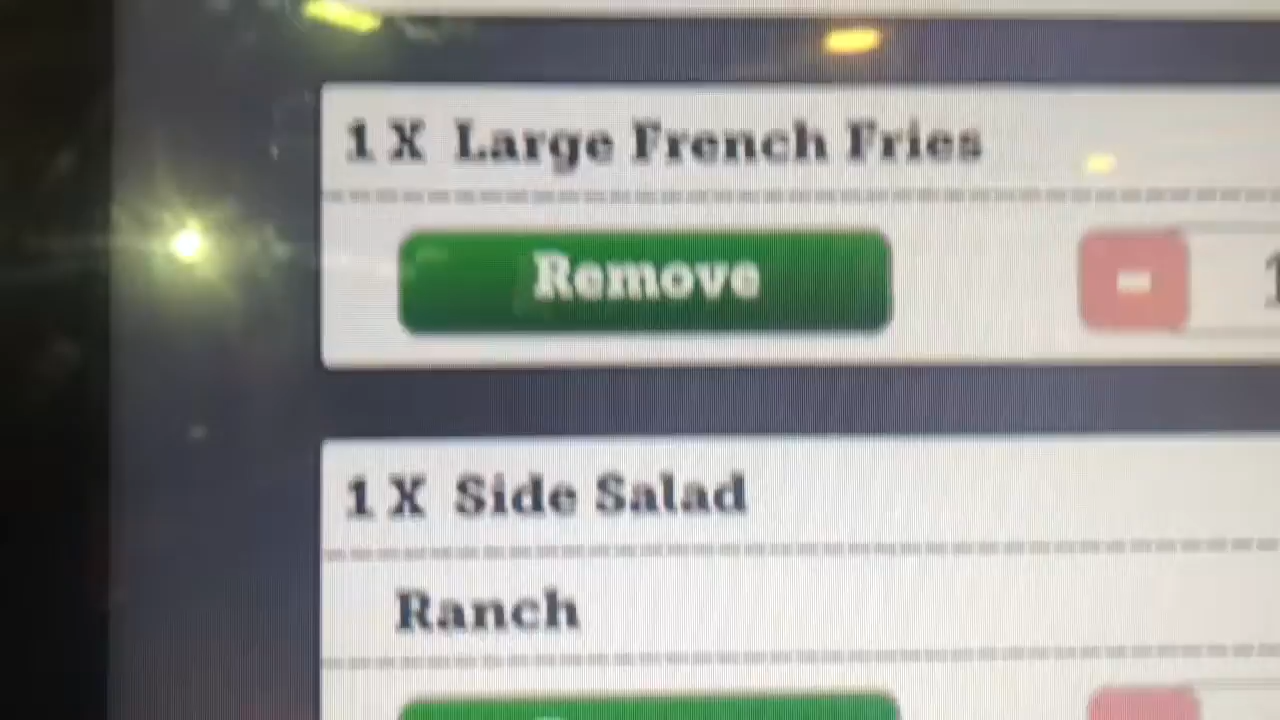 1 X Large French Fries
Remove
-
1 X Side Salad
Ranch